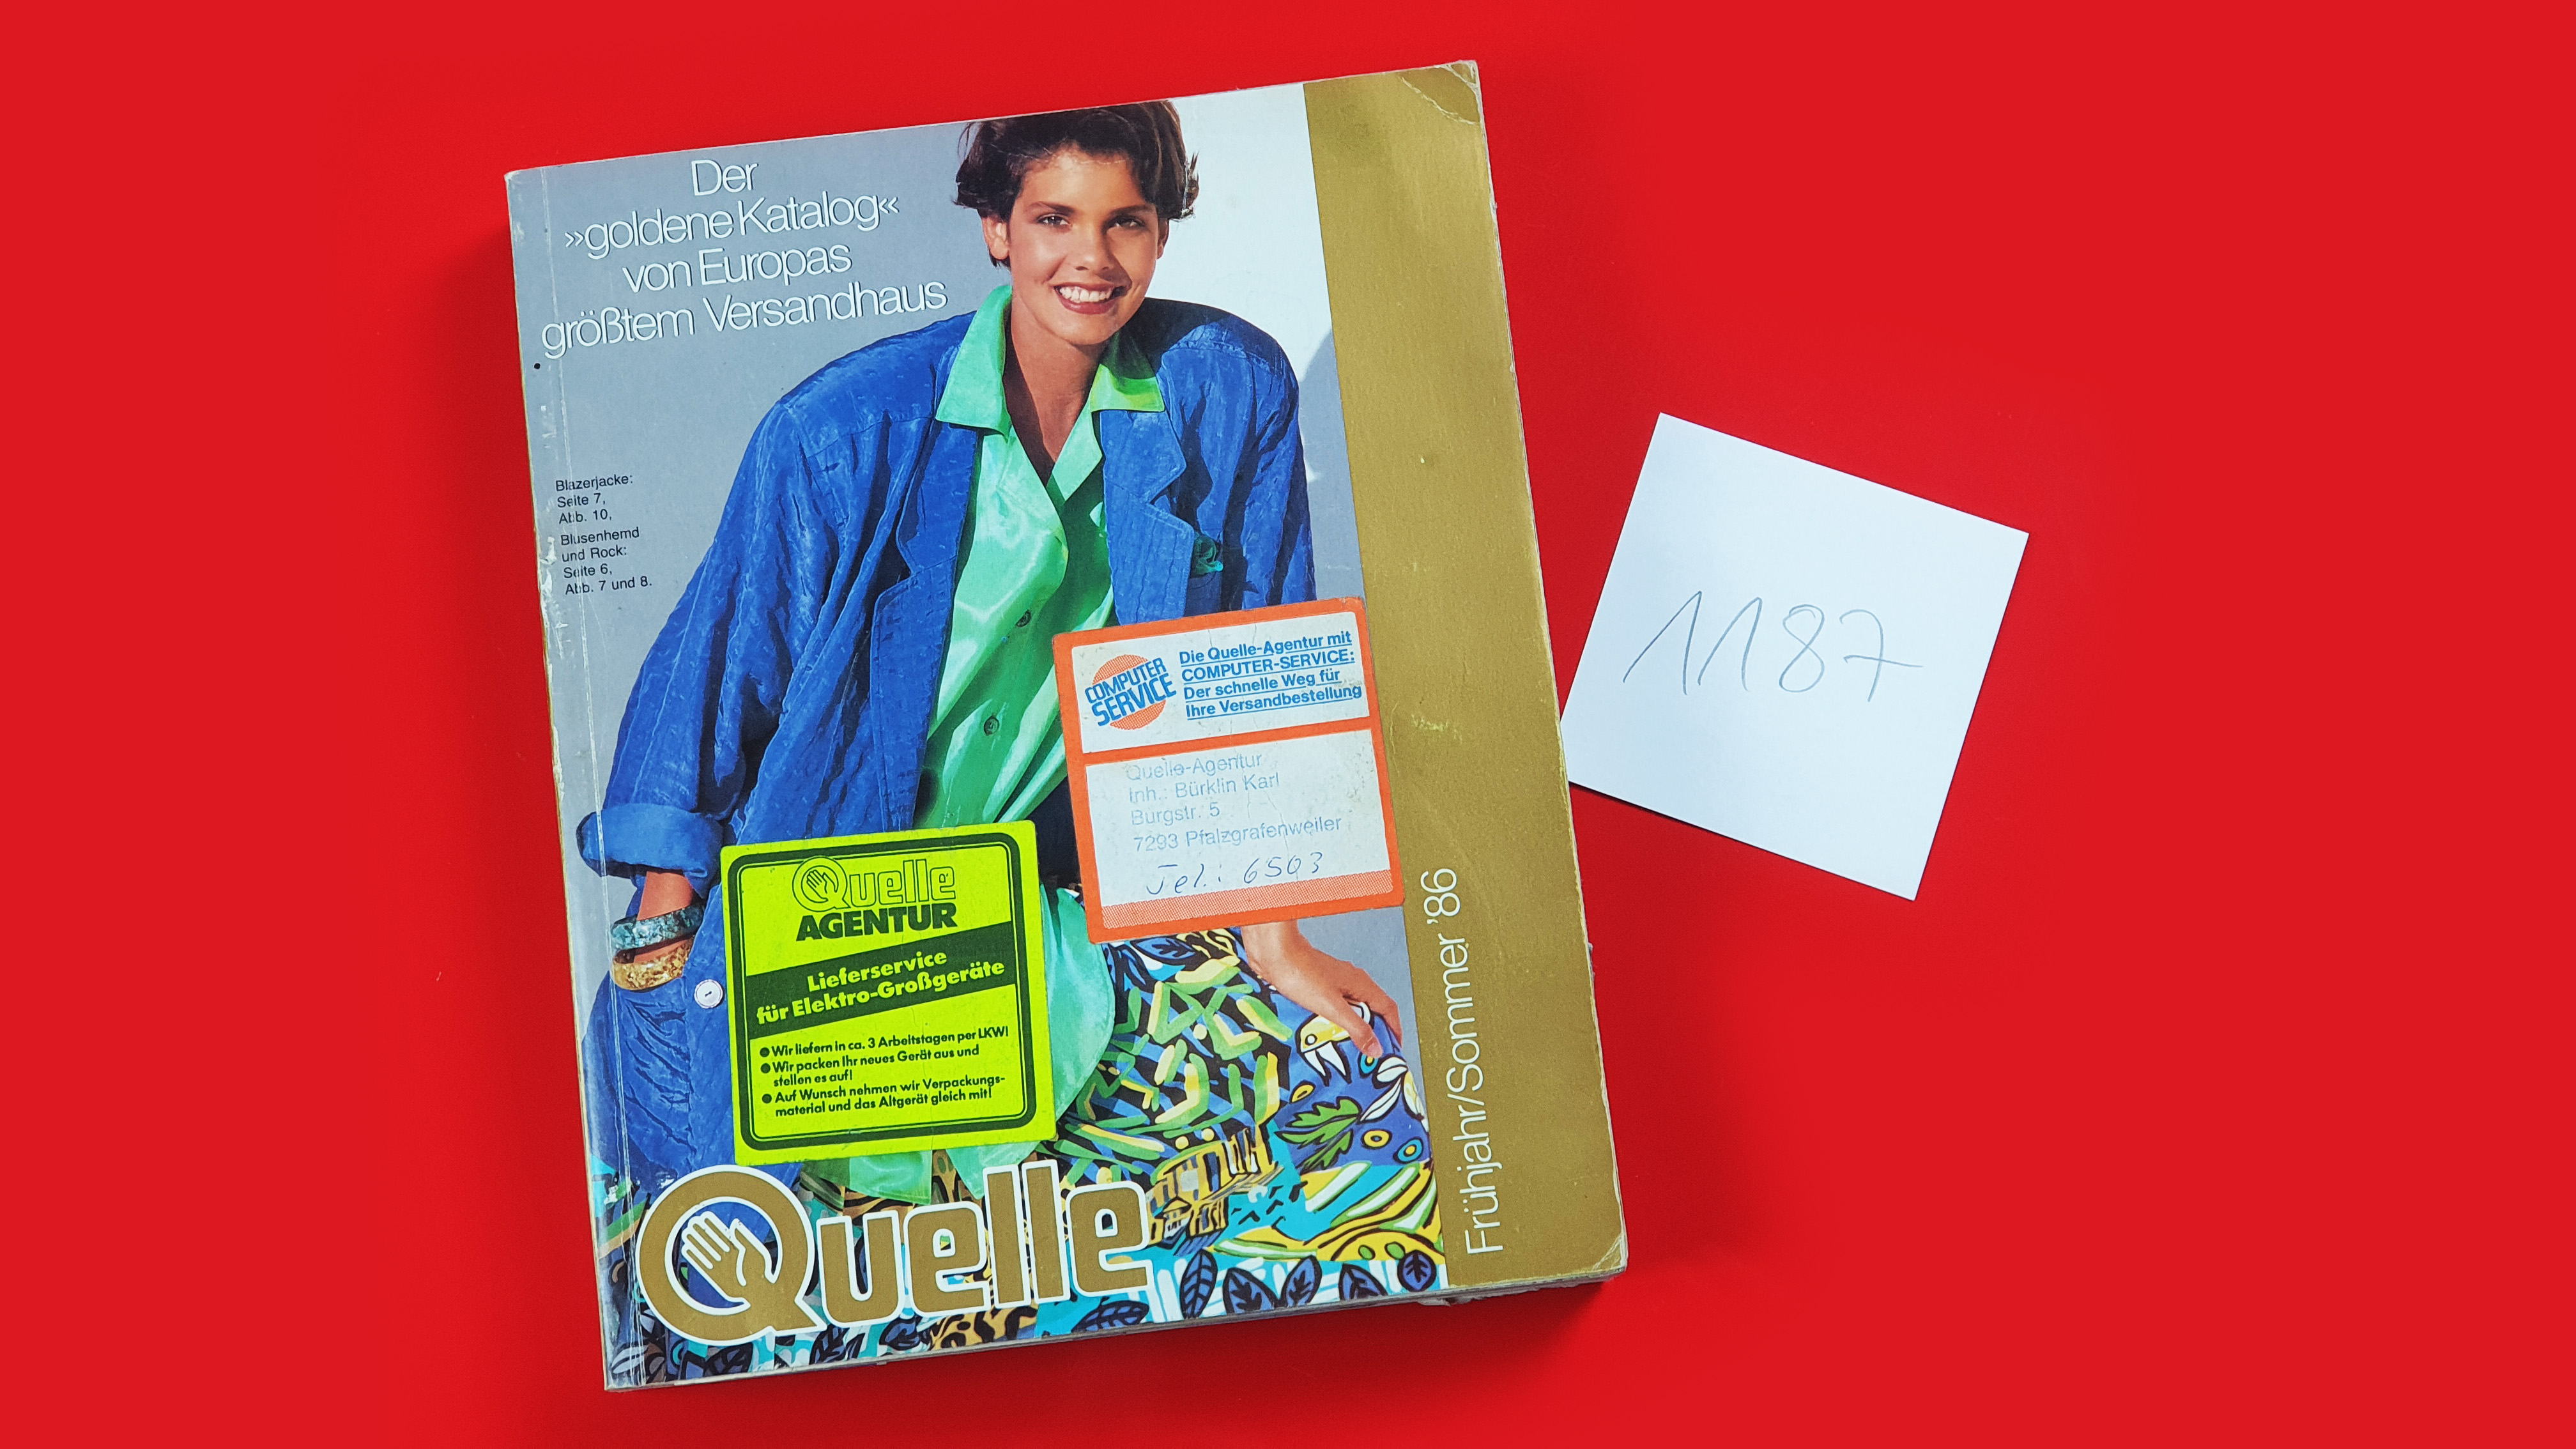 Der
»goldene Katalog«
von Europas
größtem Versandhaus
Blazerjacke:
Seite 7,
Abb. 10,
Blusenhemd
und Rock:
Seite 6,
Abb. 7 und 8.
COMPUTER
SERVICE
Die Quelle-Agentur mit
COMPUTER-SERVICE:
Der schnelle Weg für
Ihre Versandbestellung
Quelle-Agentur
Inh.: Bürklin Karl
Burgstr. 5
7293 Pfalzgrafenweiler
Tel.: 6503
Quelle
AGENTUR
Lieferservice
für Elektro-Großgeräte
● Wir liefern in ca. 3 Arbeitstagen per LKW!
● Wir packen Ihr neues Gerät aus und
stellen es auf!
● Auf Wunsch nehmen wir Verpackungs-
material und das Altgerät gleich mit!
Quelle
Frühjahr/Sommer '86
1187